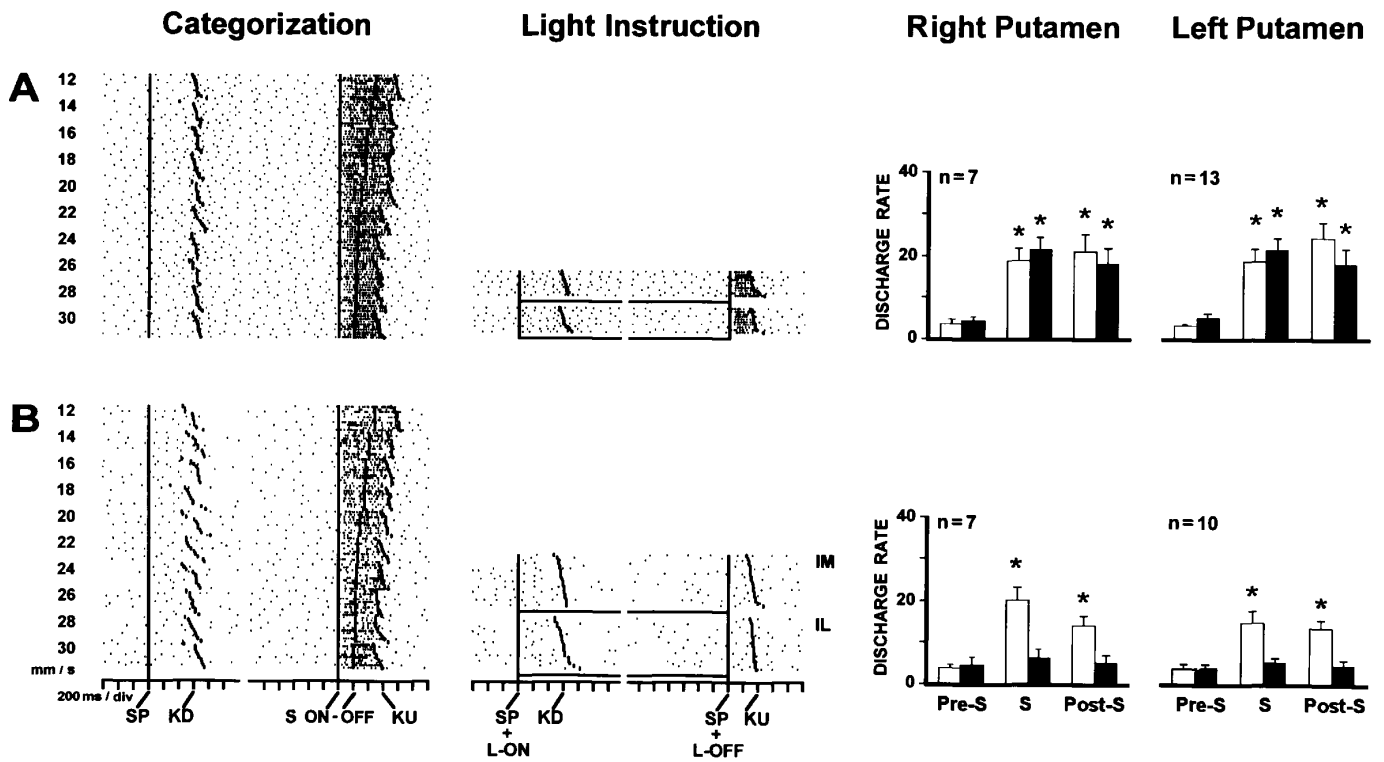 Categorization
Light Instruction
Right Putamen
Left Putamen
A
12
14
16
18
20
22
24
26
28
30
DISCHARGE RATE
40
20
0
n=7
* * * *
n=13
* * * *
B
12
14
16
18
20
22
24
26
28
30
mm / s
200 ms / div
SP KD S ON-OFF KU
IM
IL
SP KD SP KU
+ +
L-ON L-OFF
DISCHARGE RATE
40
20
0
n=7
* *
n=10
* *
Pre-S S Post-S
Pre-S S Post-S